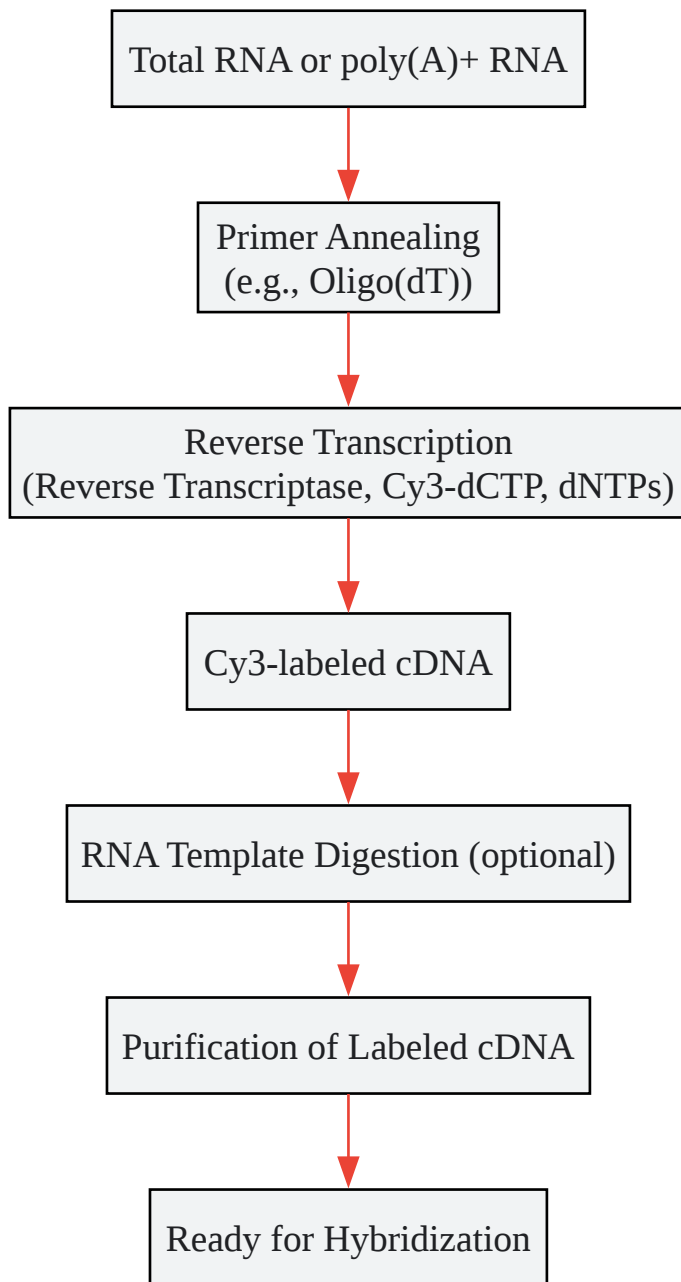 Total RNA or poly(A)+ RNA
Primer Annealing
(e.g., Oligo(dT))
Reverse Transcription
(Reverse Transcriptase, Cy3-dCTP, dNTPs)
Cy3-labeled cDNA
RNA Template Digestion (optional)
Purification of Labeled cDNA
Ready for Hybridization